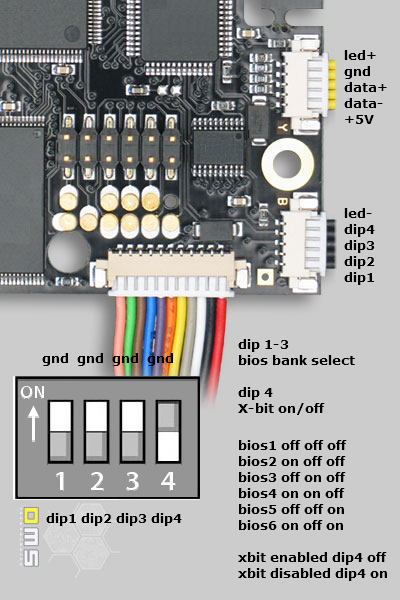 led+
gnd
data+
data-
+5V
Y
B
led-
dip4
dip3
dip2
dip1
dip 1-3
bios bank select
gnd gnd gnd gnd
dip 4
X-bit on/off
ON
1 2 3 4
bios1 off off off
bios2 on off off
bios3 off on off
bios4 on on off
bios5 off off on
bios6 on off on
dip1 dip2 dip3 dip4
xbit enabled dip4 off
xbit disabled dip4 on